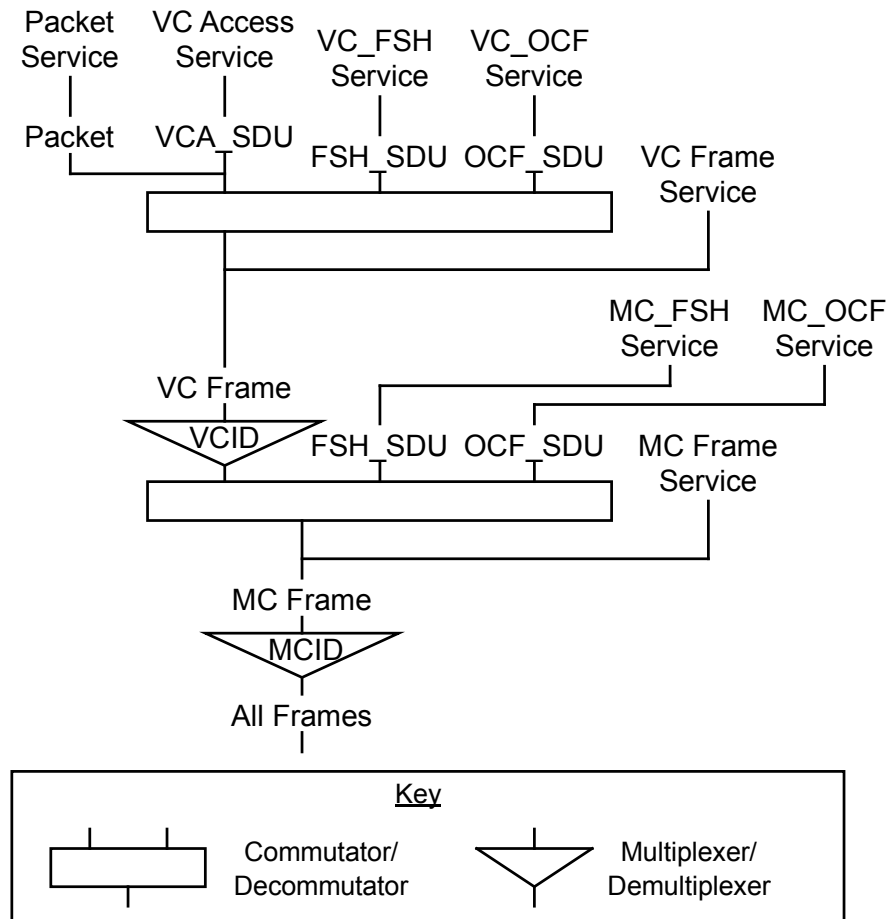 Packet
Service
VC Access
Service
VC_FSH
Service
VC_OCF
Service
Packet
VCA_SDU
FSH_SDU
OCF_SDU
VC Frame
Service
MC_FSH
Service
MC_OCF
Service
VC Frame
VCID
FSH_SDU
OCF_SDU
MC Frame
Service
MC Frame
MCID
All Frames
Key
Commutator/
Decommutator
Multiplexer/
Demultiplexer